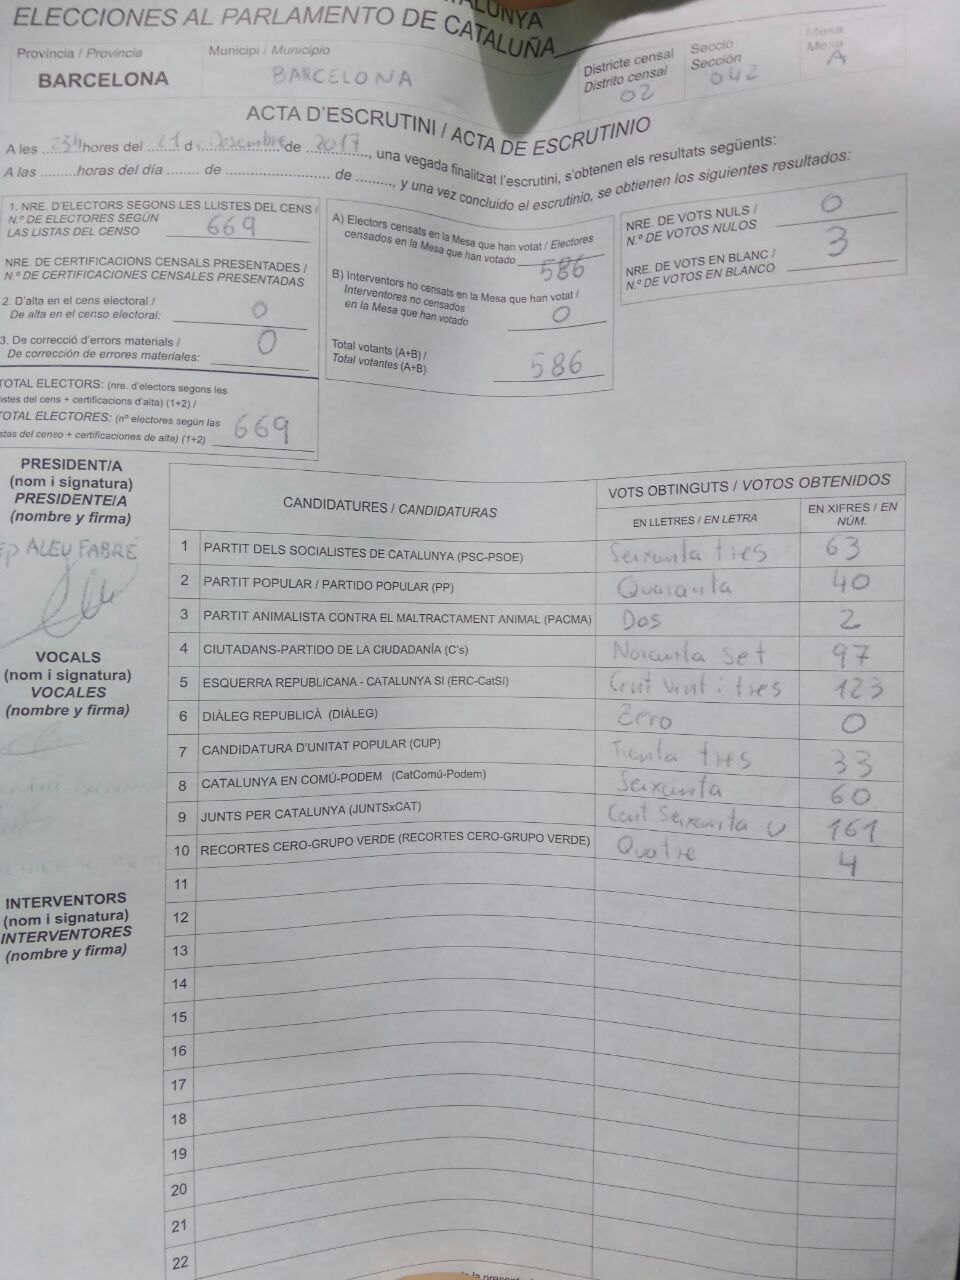 ALUNYA
ELECCIONES AL PARLAMENTO DE CATALUÑA
Província / Provincia
BARCELONA
Municipi / Municipio
BARCELONA
Districte censal
Distrito censal
02
Secció
Sección
042
Mesa
Mesa
A
ACTA D'ESCRUTINI / ACTA DE ESCRUTINIO
A les 23h hores del 21 d Desembre de 2017, una vegada finalitzat l'escrutini, s'obtenen els resultats següents:
A las .........horas del día ........ de ......................... de ........., y una vez concluido el escrutinio, se obtienen los siguientes resultados:
1. NRE. D'ELECTORS SEGONS LES LLISTES DEL CENS /
N.º DE ELECTORES SEGÚN
LAS LISTAS DEL CENSO 669
NRE. DE CERTIFICACIONS CENSALS PRESENTADES /
N.º DE CERTIFICACIONES CENSALES PRESENTADAS
2. D'alta en el cens electoral /
De alta en el censo electoral: 0
3. De correcció d'errors materials /
De corrección de errores materiales: 0
TOTAL ELECTORS: (nre. d'electors segons les
istes del cens + certificacions d'alta) (1+2) /
TOTAL ELECTORES: (nº electores según las
stas del censo + certificaciones de alta) (1+2) 669
A) Electors censats en la Mesa que han votat / Electores
censados en la Mesa que han votado 586
B) Interventors no censats en la Mesa que han votat /
Interventores no censados
en la Mesa que han votado 0
Total votants (A+B) /
Total votantes (A+B) 586
NRE. DE VOTS NULS /
N.º DE VOTOS NULOS 0
NRE. DE VOTS EN BLANC /
N.º DE VOTOS EN BLANCO 3
PRESIDENT/A
(nom i signatura)
PRESIDENTE/A
(nombre y firma)
ep ALEU FABRÉ
VOCALS
(nom i signatura)
VOCALES
(nombre y firma)
INTERVENTORS
(nom i signatura)
INTERVENTORES
(nombre y firma)
CANDIDATURES / CANDIDATURAS
VOTS OBTINGUTS / VOTOS OBTENIDOS
EN LLETRES / EN LETRA
EN XIFRES / EN
NÚM.
1 PARTIT DELS SOCIALISTES DE CATALUNYA (PSC-PSOE) Seixanta tres 63
2 PARTIT POPULAR / PARTIDO POPULAR (PP) Quaranta 40
3 PARTIT ANIMALISTA CONTRA EL MALTRACTAMENT ANIMAL (PACMA) Dos 2
4 CIUTADANS-PARTIDO DE LA CIUDADANÍA (C's) Noranta set 97
5 ESQUERRA REPUBLICANA - CATALUNYA SI (ERC-CatSí) Cent vint i tres 123
6 DIÀLEG REPUBLICÀ (DIÀLEG) Zero 0
7 CANDIDATURA D'UNITAT POPULAR (CUP) Trenta tres 33
8 CATALUNYA EN COMÚ-PODEM (CatComú-Podem) Seixanta 60
9 JUNTS PER CATALUNYA (JUNTSxCAT) Cent Seixanta U 161
10 RECORTES CERO-GRUPO VERDE (RECORTES CERO-GRUPO VERDE) Quatre 4
11
12
13
14
15
16
17
18
19
20
21
22